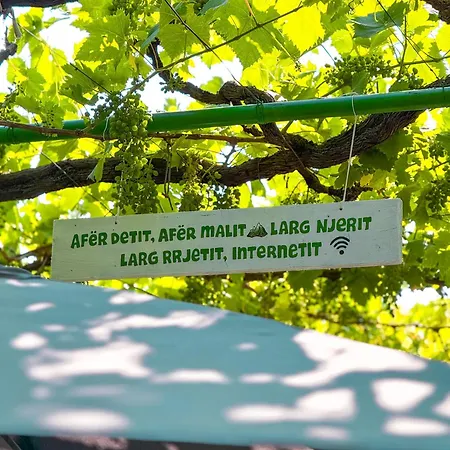 AFËR DETIT, AFËR MALIT LARG NJERIT
LARG RRJETIT, INTERNETIT